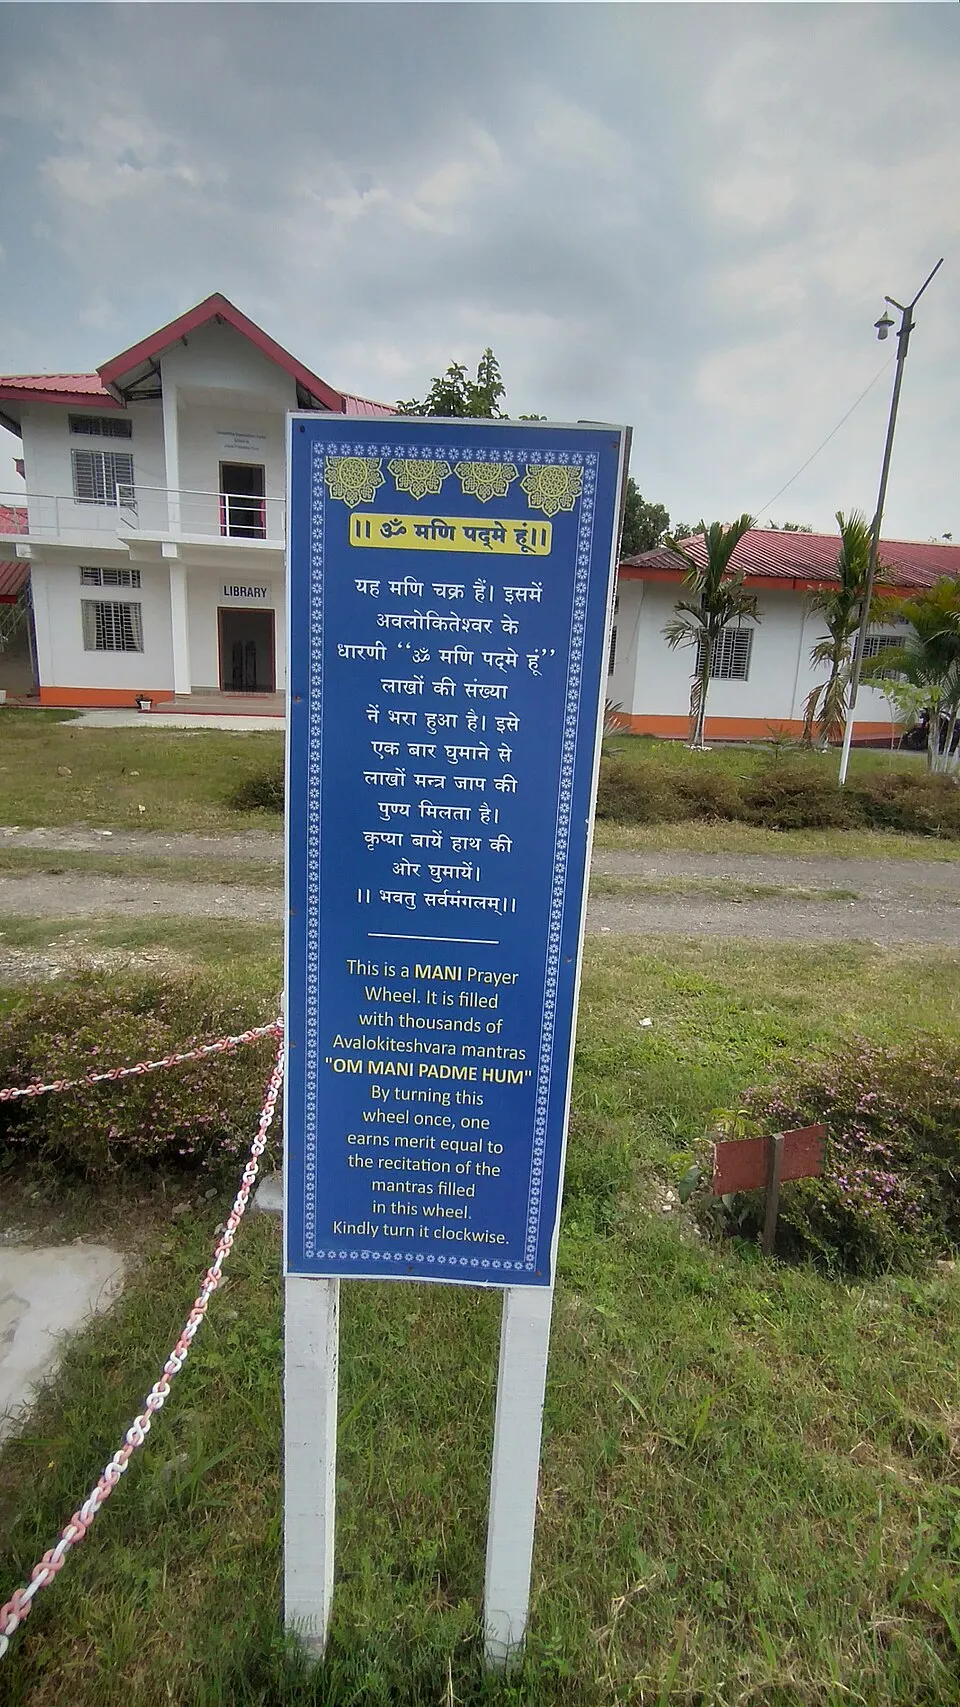 LIBRARY
|| ॐ मणि पद्‌मे हूं||
यह मणि चक्र हैं। इसमें
अवलोकितेश्वर के
धारणी “ॐ मणि पद्‌मे हूं”
लाखों की संख्या
नें भरा हुआ है। इसे
एक बार घुमाने से
लाखों मन्त्र जाप की
पुण्य मिलता है।
कृप्या बायें हाथ की
ओर घुमायें।
|| भवतु सर्वमंगलम्||
This is a MANI Prayer
Wheel. It is filled
with thousands of
Avalokiteshvara mantras
"OM MANI PADME HUM"
By turning this
wheel once, one
earns merit equal to
the recitation of the
mantras filled
in this wheel.
Kindly turn it clockwise.